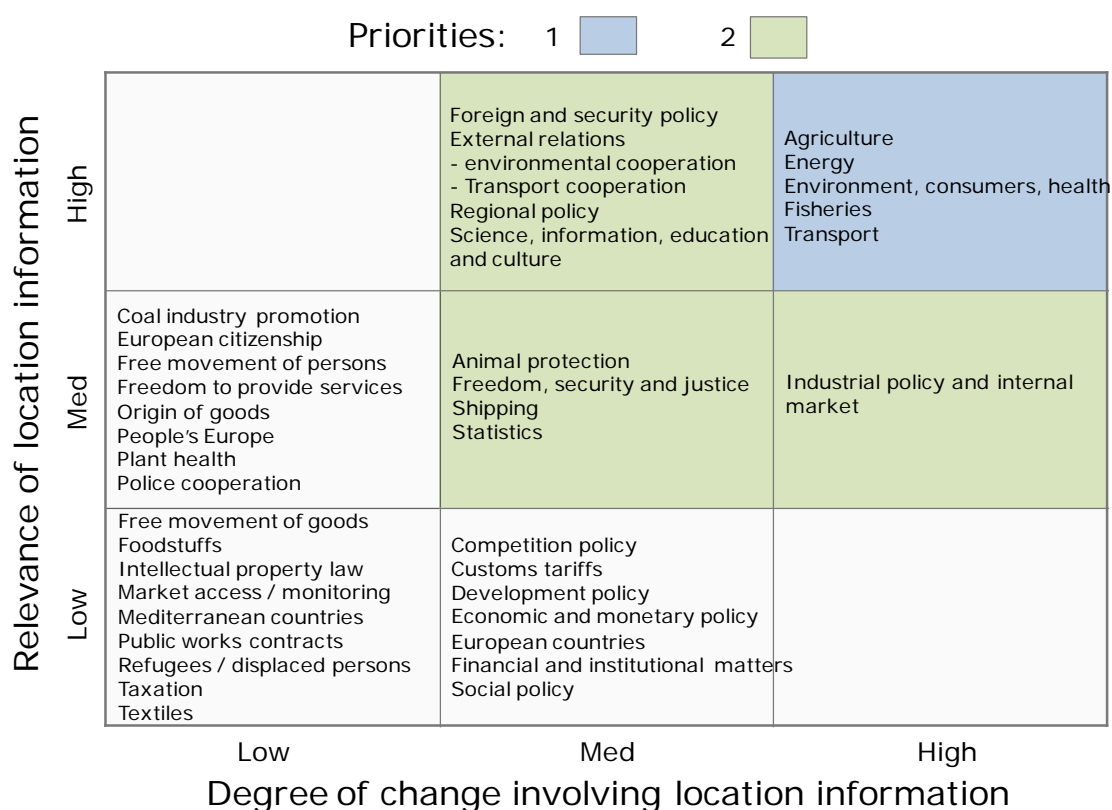 Priorities: 1 2
Relevance of location information
High
Foreign and security policy
External relations
- environmental cooperation
- Transport cooperation
Regional policy
Science, information, education
and culture
Agriculture
Energy
Environment, consumers, health
Fisheries
Transport
Med
Coal industry promotion
European citizenship
Free movement of persons
Freedom to provide services
Origin of goods
People's Europe
Plant health
Police cooperation
Animal protection
Freedom, security and justice
Shipping
Statistics
Industrial policy and internal
market
Low
Free movement of goods
Foodstuffs
Intellectual property law
Market access / monitoring
Mediterranean countries
Public works contracts
Refugees / displaced persons
Taxation
Textiles
Competition policy
Customs tariffs
Development policy
Economic and monetary policy
European countries
Financial and institutional matters
Social policy
Low Med High
Degree of change involving location information